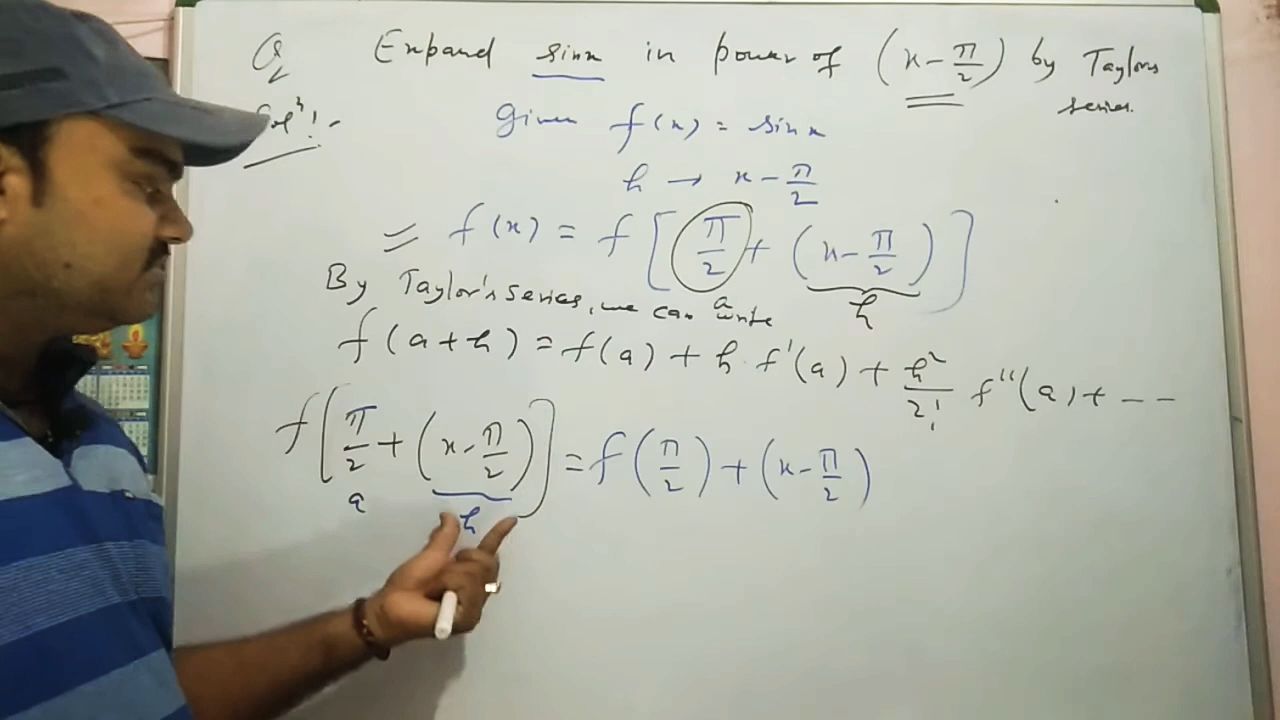 Q Expand sinx in power of (x - π/2) by Taylors
series.
Solⁿ! - Given f(x) = sinx
h → x - π/2
= f(x) = f[π/2 + (x - π/2)]
a h
By Taylor's series, we can write
f(a+h) = f(a) + h. f'(a) + h²/2! f''(a) + - -
f[π/2 + (x - π/2)] = f(π/2) + (x - π/2)
a h